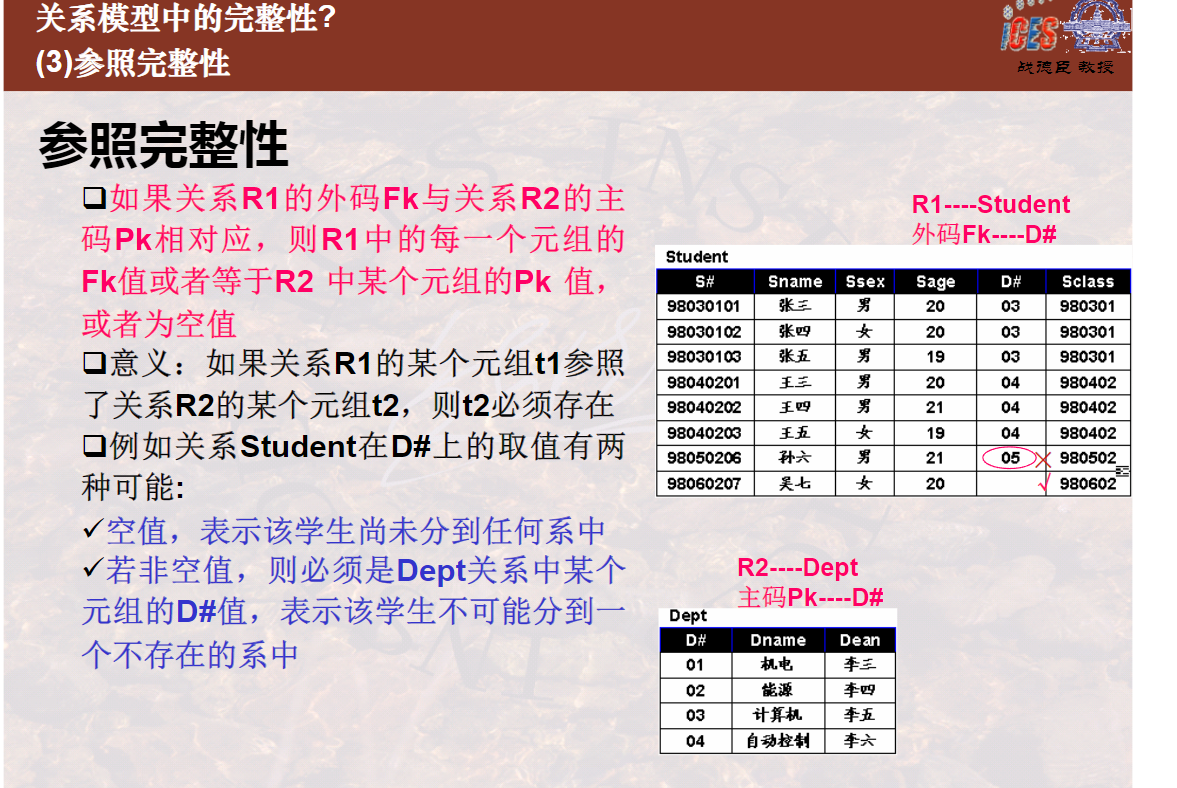 关系模型中的完整性?
(3)参照完整性
iCES
战德臣 教授
参照完整性
❑如果关系R1的外码Fk与关系R2的主
码Pk相对应，则R1中的每一个元组的
Fk值或者等于R2 中某个元组的Pk 值，
或者为空值
❑意义：如果关系R1的某个元组t1参照
了关系R2的某个元组t2，则t2必须存在
❑例如关系Student在D#上的取值有两
种可能:
✓空值，表示该学生尚未分到任何系中
✓若非空值，则必须是Dept关系中某个
元组的D#值，表示该学生不可能分到一
个不存在的系中
R1----Student
外码Fk----D#
Student
S# Sname Ssex Sage D# Sclass
98030101 张三 男 20 03 980301
98030102 张四 女 20 03 980301
98030103 张五 男 19 03 980301
98040201 王三 男 20 04 980402
98040202 王四 男 21 04 980402
98040203 王五 女 19 04 980402
98050206 孙六 男 21 05 980502
98060207 吴七 女 20 980602
R2----Dept
主码Pk----D#
Dept
D# Dname Dean
01 机电 李三
02 能源 李四
03 计算机 李五
04 自动控制 李六